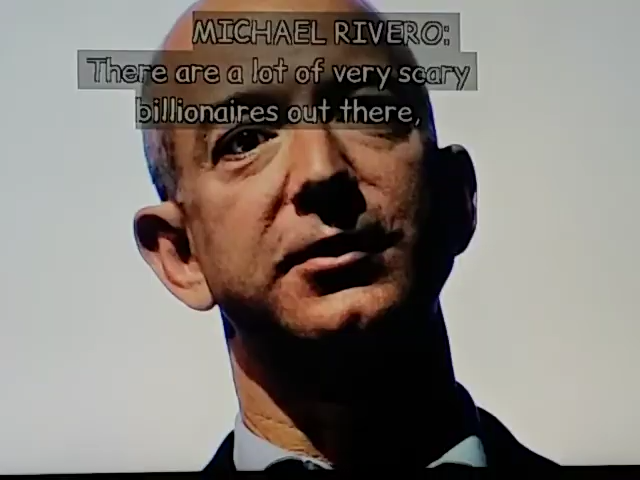 MICHAEL RIVERO:
There are a lot of very scary
billionaires out there,